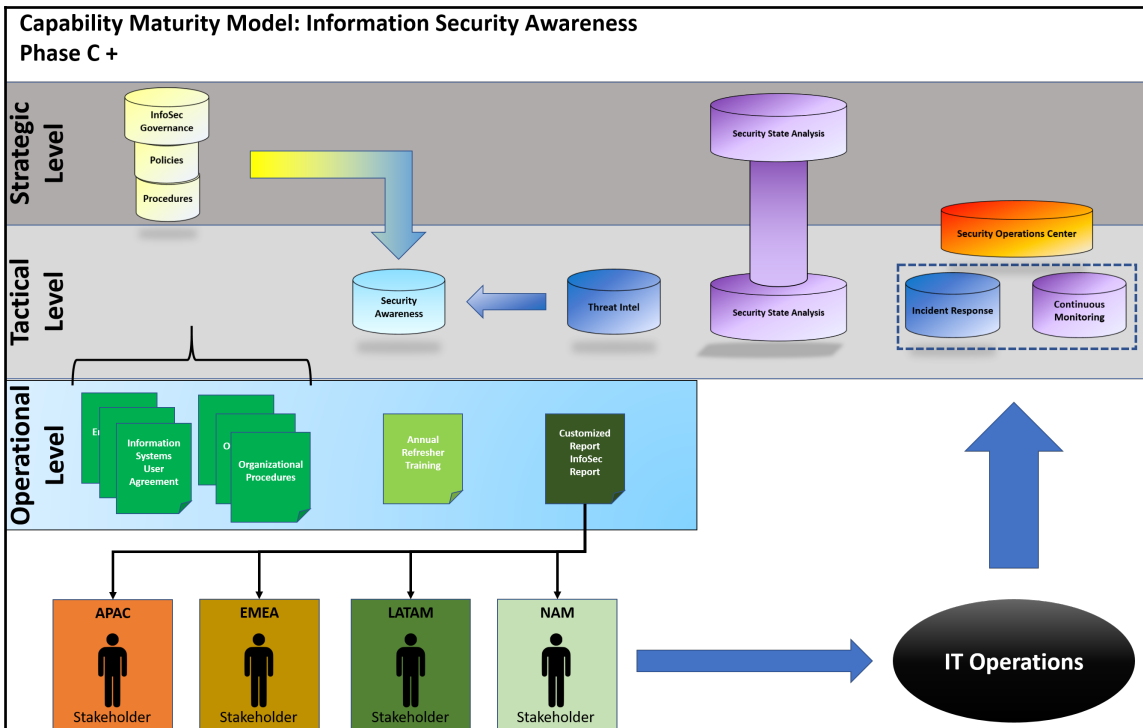 Capability Maturity Model: Information Security Awareness
Phase C +
Strategic
Level
InfoSec
Governance
Policies
Procedures
Security State Analysis
Security Operations Center
Tactical
Level
Security
Awareness
Threat Intel
Security State Analysis
Incident Response
Continuous
Monitoring
Operational
Level
Information
Systems
User
Agreement
O
Organizational
Procedures
Annual
Refresher
Training
Customized
Report
InfoSec
Report
APAC
Stakeholder
EMEA
Stakeholder
LATAM
Stakeholder
NAM
Stakeholder
IT Operations